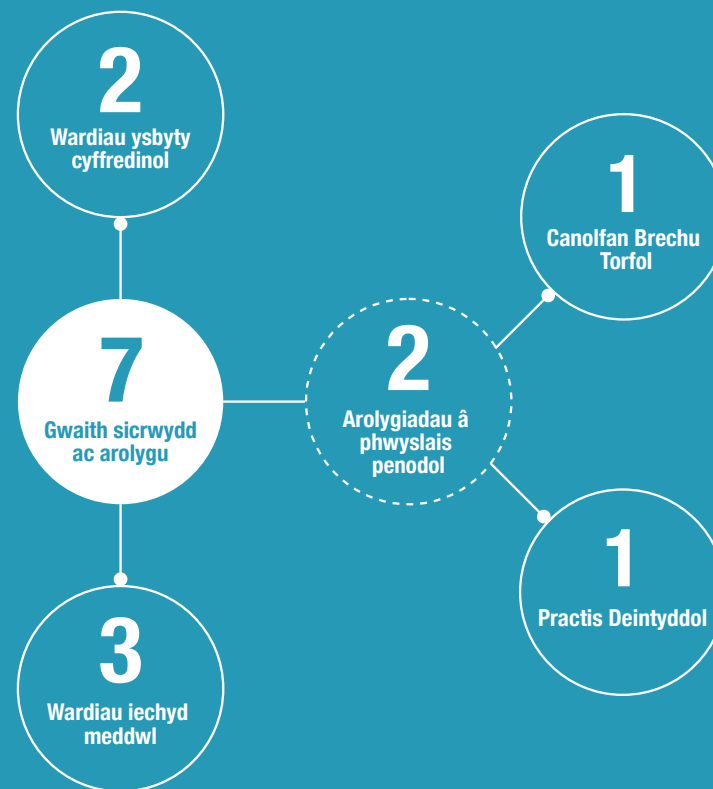 2
Wardiau ysbyty
cyffredinol
1
Canolfan Brechu
Torfol
7
Gwaith sicrwydd
ac arolygu
2
Arolygiadau â
phwyslais
penodol
1
Practis Deintyddol
3
Wardiau iechyd
meddwl